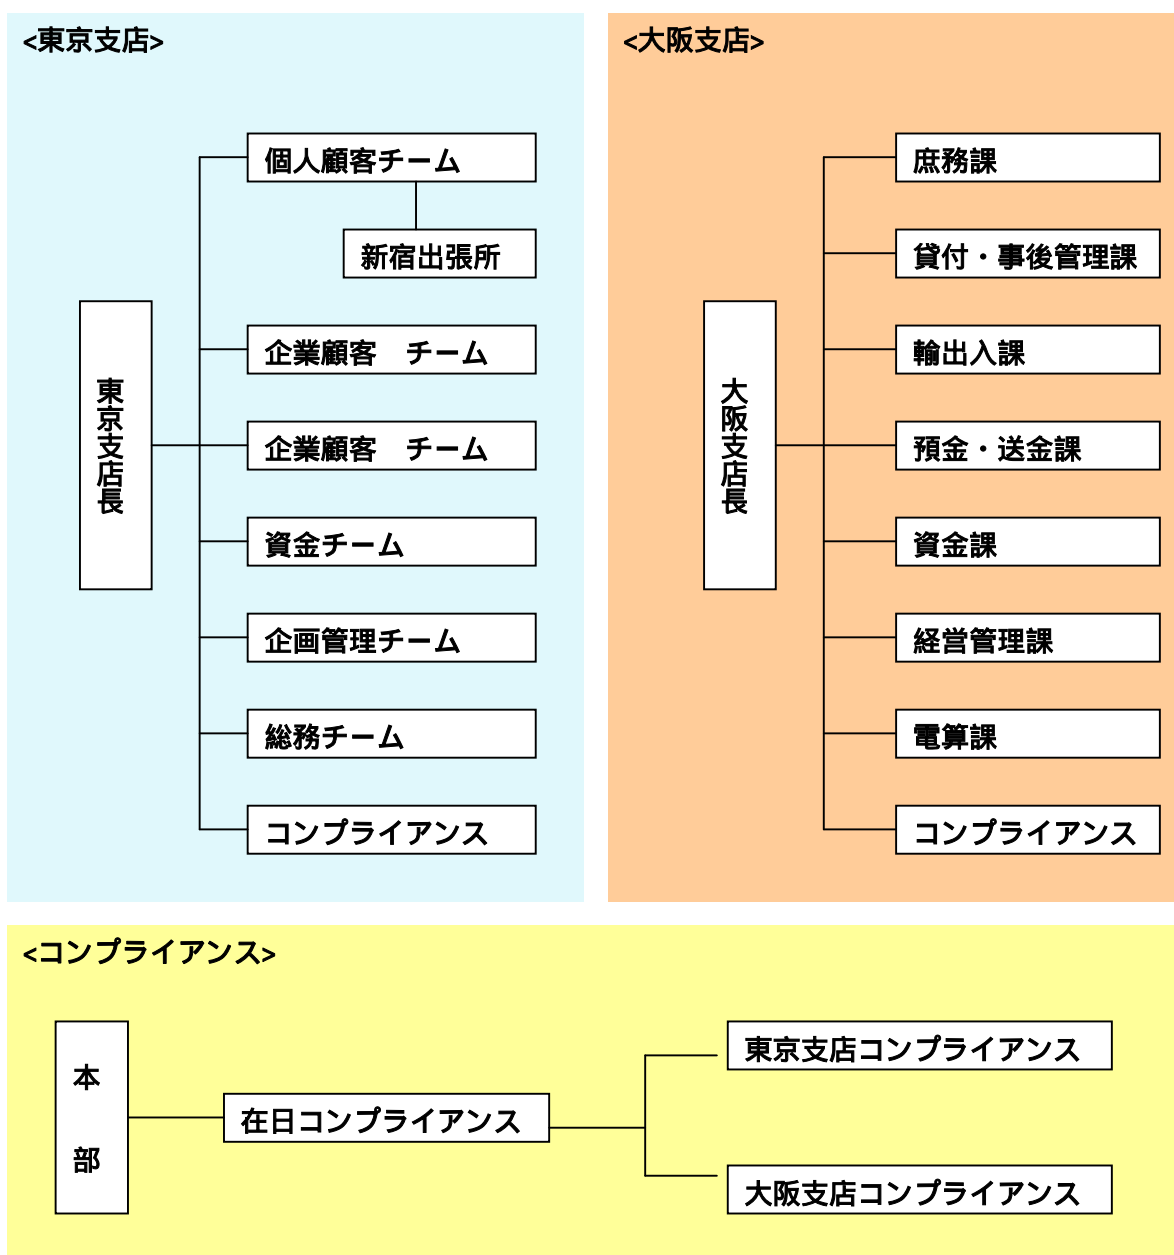 <東京支店>
個人顧客チーム
新宿出張所
企業顧客　チーム
東京支店長
企業顧客　チーム
資金チーム
企画管理チーム
総務チーム
コンプライアンス
<大阪支店>
庶務課
貸付・事後管理課
輸出入課
大阪支店長
預金・送金課
資金課
経営管理課
電算課
コンプライアンス
<コンプライアンス>
本部
在日コンプライアンス
東京支店コンプライアンス
大阪支店コンプライアンス